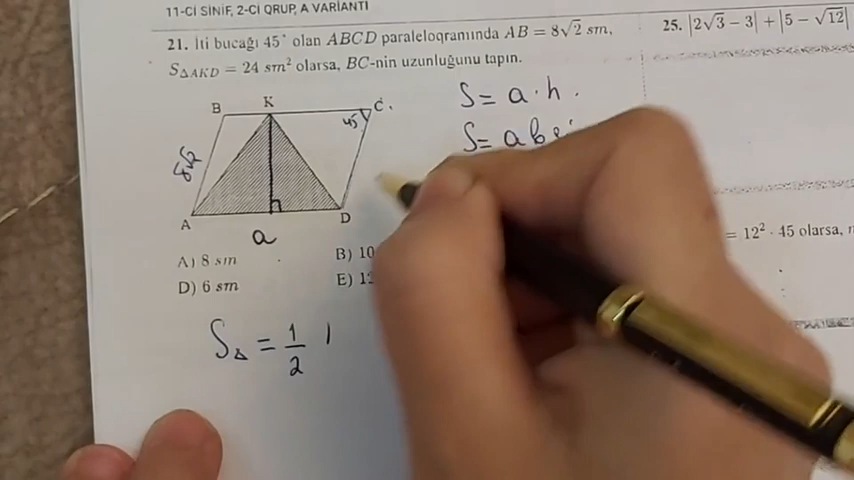 11-Cİ SİNİF, 2-Cİ QRUP, A VARİANTI
21. İti bucağı 45° olan ABCD paraleloqramında AB = 8√2 sm,
S△AKD = 24 sm² olarsa, BC-nin uzunluğunu tapın.
25. |2√3 − 3| + |5 − √12|
B K C
45
8√2
A D
a
S = a · h
S = a b
A) 8 sm B) 10
D) 6 sm E) 12
= 12² · 45 olarsa,
S△ = 1/2